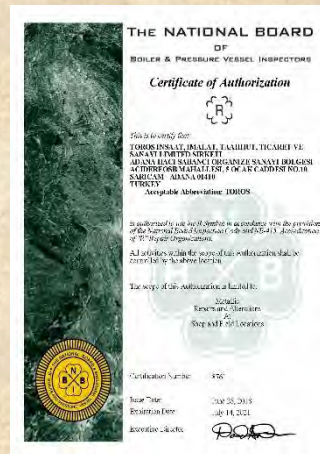 THE NATIONAL BOARD
OF
BOILER & PRESSURE VESSEL INSPECTORS
Certificate of Authorization
R
This is to certify that
TOROS INSAAT, IMALAT, TAAHHUT, TICARET VE
SANAYI LIMITED SIRKETI
ADANA HACI SABANCI ORGANIZE SANAYI BOLGESI
ACIDEREOSB MAHALLESI, 5 OCAK CADDESI NO.10
SARICAM ADANA 01410
TURKEY
Acceptable Abbreviation: TOROS
is authorized to use the R Symbol in accordance with the provisions
of the National Board Inspection Code and NB-415, Accreditation
of "R" Repair Organizations.
All activities within the scope of this Authorization shall be
controlled by the above location.
The scope of this Authorization is limited to:
Metallic
Repairs and Alterations
At
Shop and Field Locations
Certification Number:
Issue Date:
Expiration Date: July 14, 2021
Executive Director:
NATIONAL BOARD
N
B B
I